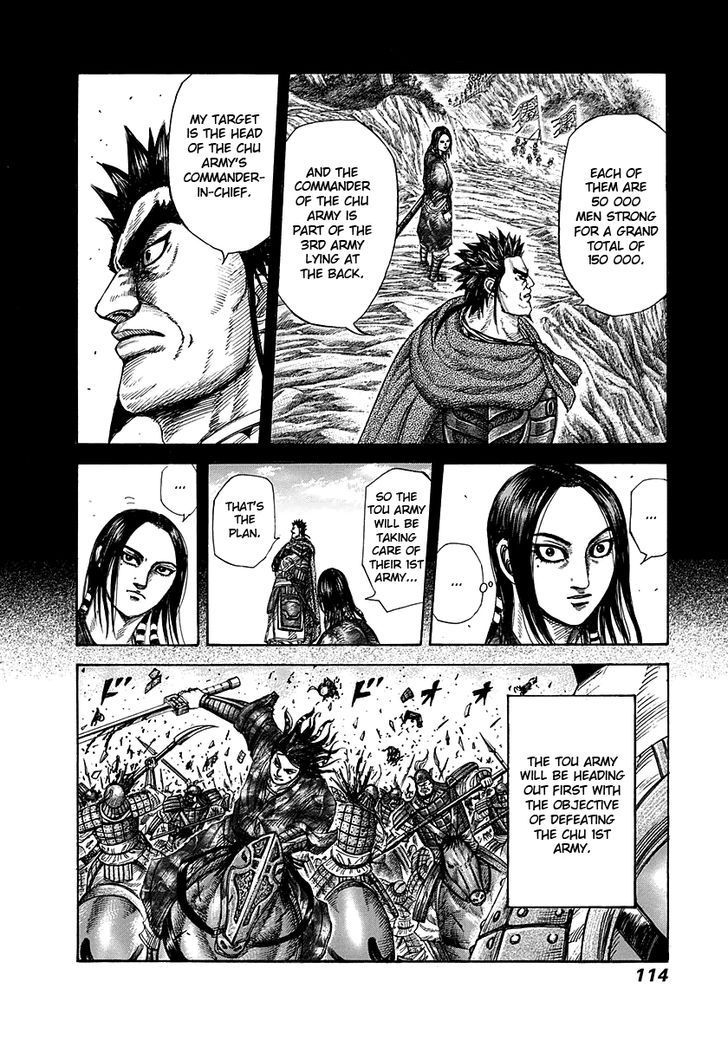 EACH OF
THEM ARE
50 000
MEN STRONG
FOR A GRAND
TOTAL OF
150 000.
AND THE
COMMANDER
OF THE CHU
ARMY IS
PART OF THE
3RD ARMY
LYING AT
THE BACK.
MY TARGET
IS THE HEAD
OF THE CHU
ARMY'S
COMMANDER-
IN-CHIEF.
...
...
SO THE
TOU ARMY
WILL BE
TAKING
CARE OF
THEIR 1ST
ARMY...
THAT'S
THE
PLAN.
...
THE TOU ARMY
WILL BE HEADING
OUT FIRST WITH
THE OBJECTIVE
OF DEFEATING
THE CHU 1ST
ARMY.
ドドオオ
114